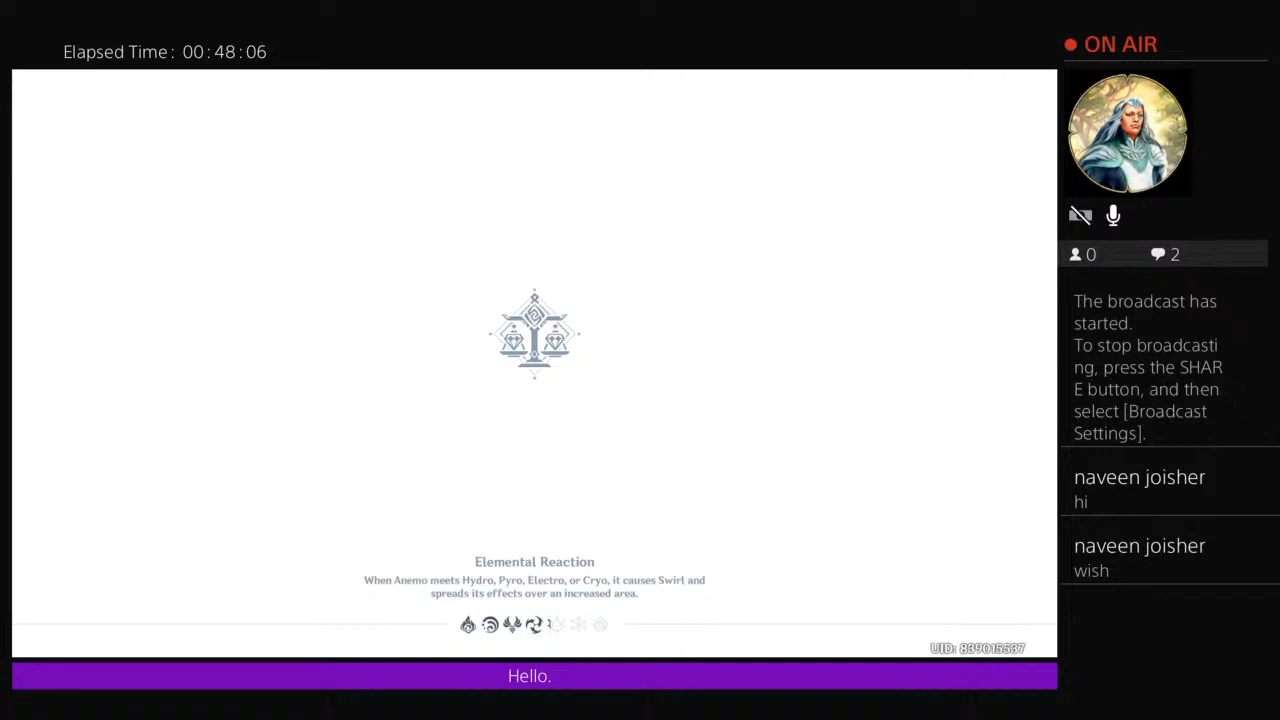 Elapsed Time: 00:48:06
ON AIR
0 2
The broadcast has
started.
To stop broadcasti
ng, press the SHAR
E button, and then
select [Broadcast
Settings].
naveen joisher
hi
naveen joisher
wish
Elemental Reaction
When Anemo meets Hydro, Pyro, Electro, or Cryo, it causes Swirl and
spreads its effects over an increased area.
UID: 839015537
Hello.